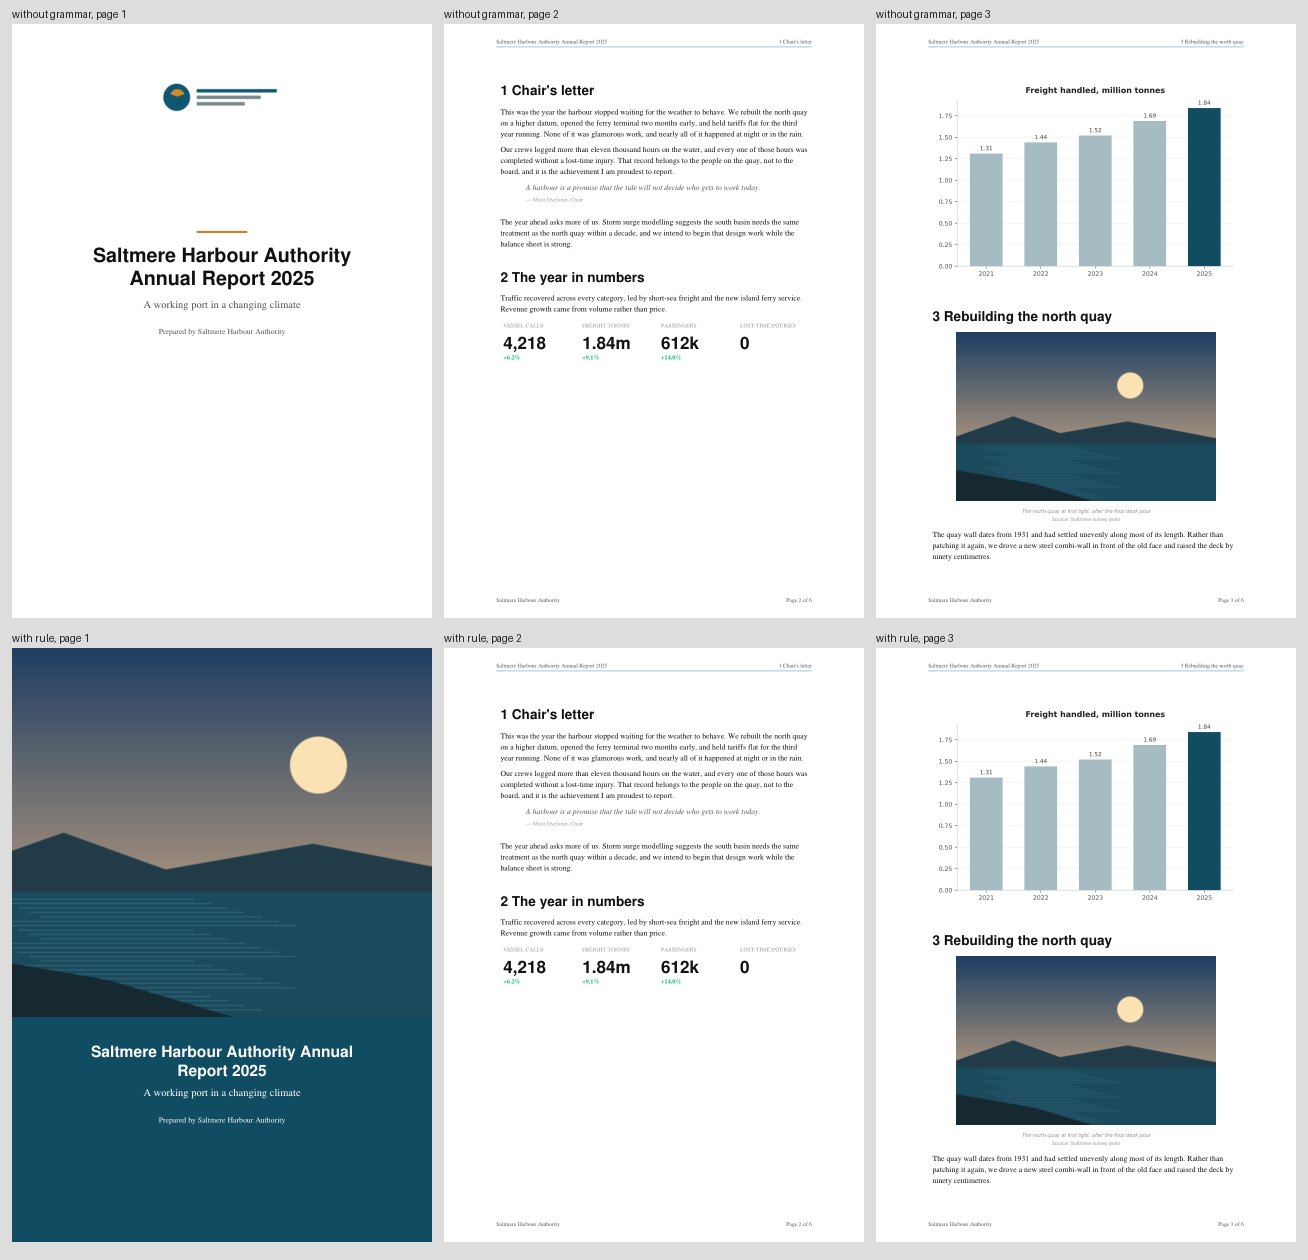 without grammar, page 1
Saltmere Harbour Authority
Annual Report 2025
A working port in a changing climate
Prepared by Saltmere Harbour Authority
without grammar, page 2
Saltmere Harbour Authority Annual Report 2025
1 Chair's letter
1 Chair's letter
This was the year the harbour stopped waiting for the weather to behave. We rebuilt the north quay
on a higher datum, opened the ferry terminal two months early, and held tariffs flat for the third
year running. None of it was glamorous work, and nearly all of it happened at night or in the rain.
Our crews logged more than eleven thousand hours on the water, and every one of those hours was
completed without a lost-time injury. That record belongs to the people on the quay, not to the
board, and it is the achievement I am proudest to report.
A harbour is a promise that the tide will not decide who gets to work today.
Chair
The year ahead asks more of us. Storm surge modelling suggests the south basin needs the same
treatment as the north quay within a decade, and we intend to begin that design work while the
balance sheet is strong.
2 The year in numbers
Traffic recovered across every category, led by short-sea freight and the new island ferry service.
Revenue growth came from volume rather than price.
VESSEL CALLS FREIGHT TONNES PASSENGERS LOST-TIME INJURIES
4,218 1.84m 612k 0
+6.2% +9.1% +14.0%
Saltmere Harbour Authority
Page 2 of 6
without grammar, page 3
Saltmere Harbour Authority Annual Report 2025
3 Rebuilding the north quay
Freight handled, million tonnes
1.84
1.75
1.69
1.50
1.52
1.44
1.31
1.25
1.00
0.75
0.50
0.25
0.00
2021 2022 2023 2024 2025
3 Rebuilding the north quay
The north quay at first light, after the final deck pour
Source: Saltmere survey team
The quay wall dates from 1931 and had settled unevenly along most of its length. Rather than
patching it again, we drove a new steel combi-wall in front of the old face and raised the deck by
ninety centimetres.
Saltmere Harbour Authority
Page 3 of 6
with rule, page 1
Saltmere Harbour Authority Annual
Report 2025
A working port in a changing climate
Prepared by Saltmere Harbour Authority
with rule, page 2
Saltmere Harbour Authority Annual Report 2025
1 Chair's letter
1 Chair's letter
This was the year the harbour stopped waiting for the weather to behave. We rebuilt the north quay
on a higher datum, opened the ferry terminal two months early, and held tariffs flat for the third
year running. None of it was glamorous work, and nearly all of it happened at night or in the rain.
Our crews logged more than eleven thousand hours on the water, and every one of those hours was
completed without a lost-time injury. That record belongs to the people on the quay, not to the
board, and it is the achievement I am proudest to report.
A harbour is a promise that the tide will not decide who gets to work today.
Chair
The year ahead asks more of us. Storm surge modelling suggests the south basin needs the same
treatment as the north quay within a decade, and we intend to begin that design work while the
balance sheet is strong.
2 The year in numbers
Traffic recovered across every category, led by short-sea freight and the new island ferry service.
Revenue growth came from volume rather than price.
VESSEL CALLS FREIGHT TONNES PASSENGERS LOST-TIME INJURIES
4,218 1.84m 612k 0
+6.2% +9.1% +14.0%
Saltmere Harbour Authority
Page 2 of 6
with rule, page 3
Saltmere Harbour Authority Annual Report 2025
3 Rebuilding the north quay
Freight handled, million tonnes
1.84
1.75
1.69
1.50
1.52
1.44
1.31
1.25
1.00
0.75
0.50
0.25
0.00
2021 2022 2023 2024 2025
3 Rebuilding the north quay
The north quay at first light, after the final deck pour
Source: Saltmere survey team
The quay wall dates from 1931 and had settled unevenly along most of its length. Rather than
patching it again, we drove a new steel combi-wall in front of the old face and raised the deck by
ninety centimetres.
Saltmere Harbour Authority
Page 3 of 6